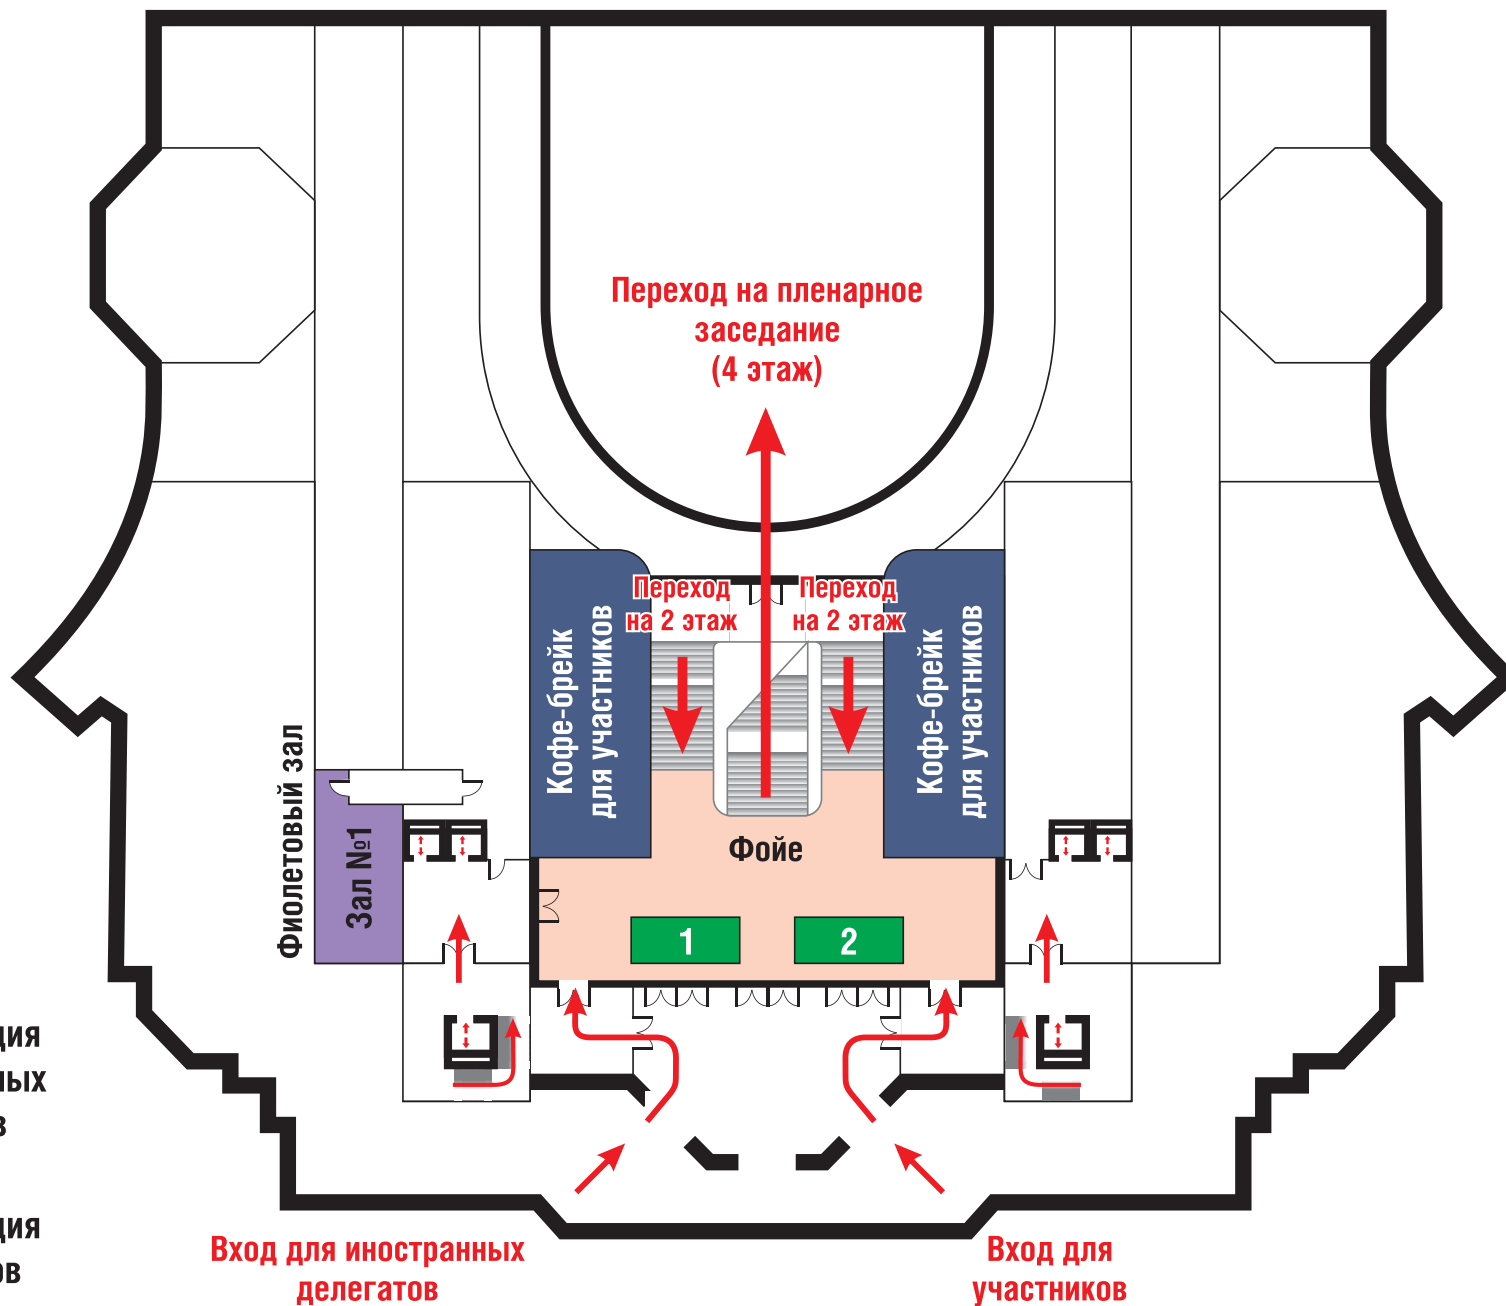 Переход на пленарное
заседание
(4 этаж)
Переход
на 2 этаж
Переход
на 2 этаж
Кофе-брейк
для участников
Кофе-брейк
для участников
Фиолетовый зал
Зал №1
Фойе
1
2
Вход для иностранных
делегатов
Вход для
участников